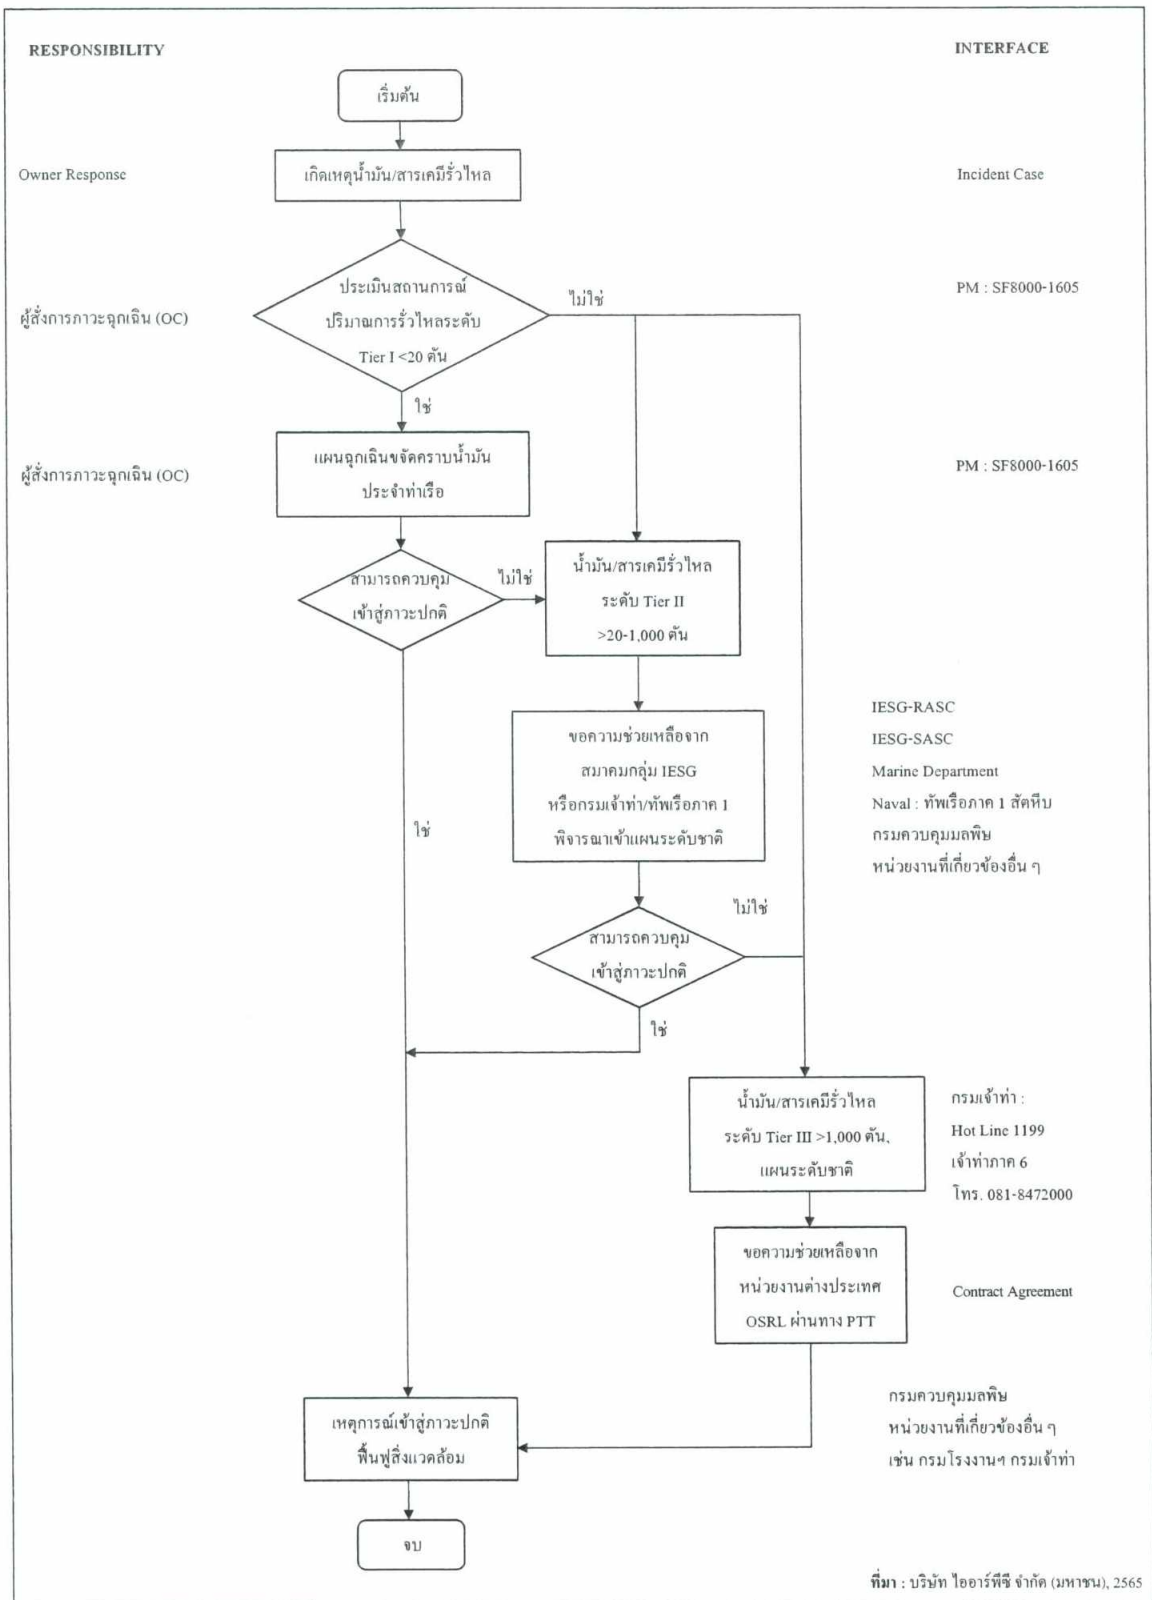 RESPONSIBILITY
INTERFACE
เริ่มต้น
Owner Response
เกิดเหตุน้ำมัน/สารเคมีรั่วไหล
Incident Case
ประเมินสถานการณ์
ปริมาณการรั่วไหลระดับ
Tier I <20 ตัน
ไม่ใช่
PM : SF8000-1605
ผู้สั่งการภาวะฉุกเฉิน (OC)
ใช่
แผนฉุกเฉินขจัดคราบน้ำมัน
ประจำท่าเรือ
ผู้สั่งการภาวะฉุกเฉิน (OC)
PM : SF8000-1605
สามารถควบคุม
เข้าสู่ภาวะปกติ
ไม่ใช่
น้ำมัน/สารเคมีรั่วไหล
ระดับ Tier II
>20-1,000 ตัน
ขอความช่วยเหลือจาก
สมาคมกลุ่ม IESG
หรือกรมเจ้าท่า/ทัพเรือภาค 1
พิจารณาเข้าแผนระดับชาติ
IESG-RASC
IESG-SASC
Marine Department
Naval : ทัพเรือภาค 1 สัตหีบ
กรมควบคุมมลพิษ
หน่วยงานที่เกี่ยวข้องอื่น ๆ
ใช่
ไม่ใช่
สามารถควบคุม
เข้าสู่ภาวะปกติ
ใช่
น้ำมัน/สารเคมีรั่วไหล
ระดับ Tier III >1,000 ตัน,
แผนระดับชาติ
กรมเจ้าท่า :
Hot Line 1199
เจ้าท่าภาค 6
โทร. 081-8472000
ขอความช่วยเหลือจาก
หน่วยงานต่างประเทศ
OSRL ผ่านทาง PTT
Contract Agreement
เหตุการณ์เข้าสู่ภาวะปกติ
ฟื้นฟูสิ่งแวดล้อม
กรมควบคุมมลพิษ
หน่วยงานที่เกี่ยวข้องอื่น ๆ
เช่น กรมโรงงานฯ กรมเจ้าท่า
จบ
ที่มา : บริษัท ไออาร์พีซี จำกัด (มหาชน), 2565